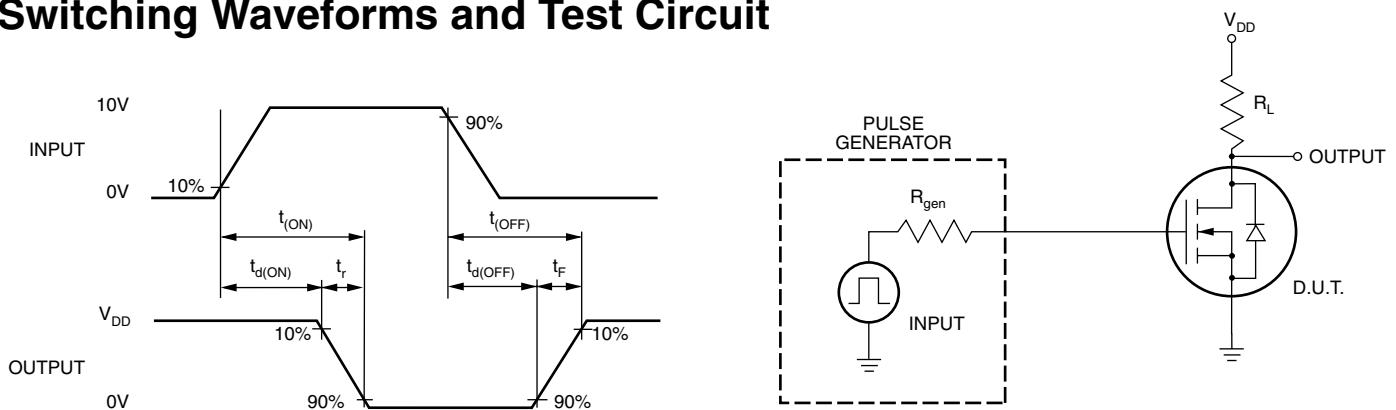 Switching Waveforms and Test Circuit
10V
INPUT
0V
10%
90%
t(ON)
t(OFF)
td(ON)
tr
td(OFF)
tF
VDD
OUTPUT
0V
10%
90%
10%
90%
PULSE
GENERATOR
Rgen
INPUT
VDD
RL
OUTPUT
D.U.T.